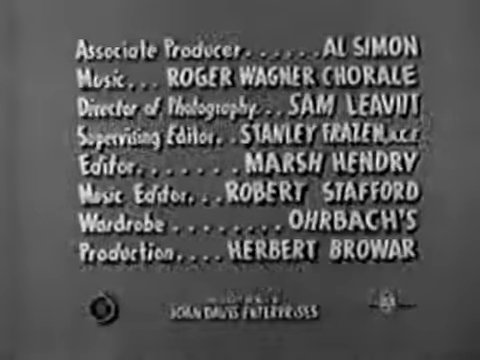 Associate Producer......AL SIMON
Music... ROGER WAGNER CHORALE
Director of Photography... SAM LEAVITT
Supervising Editor.. STANLEY FRAZEN, A.C.E.
Editor....... MARSH HENDRY
Music Editor... ROBERT STAFFORD
Wardrobe ........ OHRBACH'S
Production.... HERBERT BROWAR
JOAN DAVIS ENTERPRISES